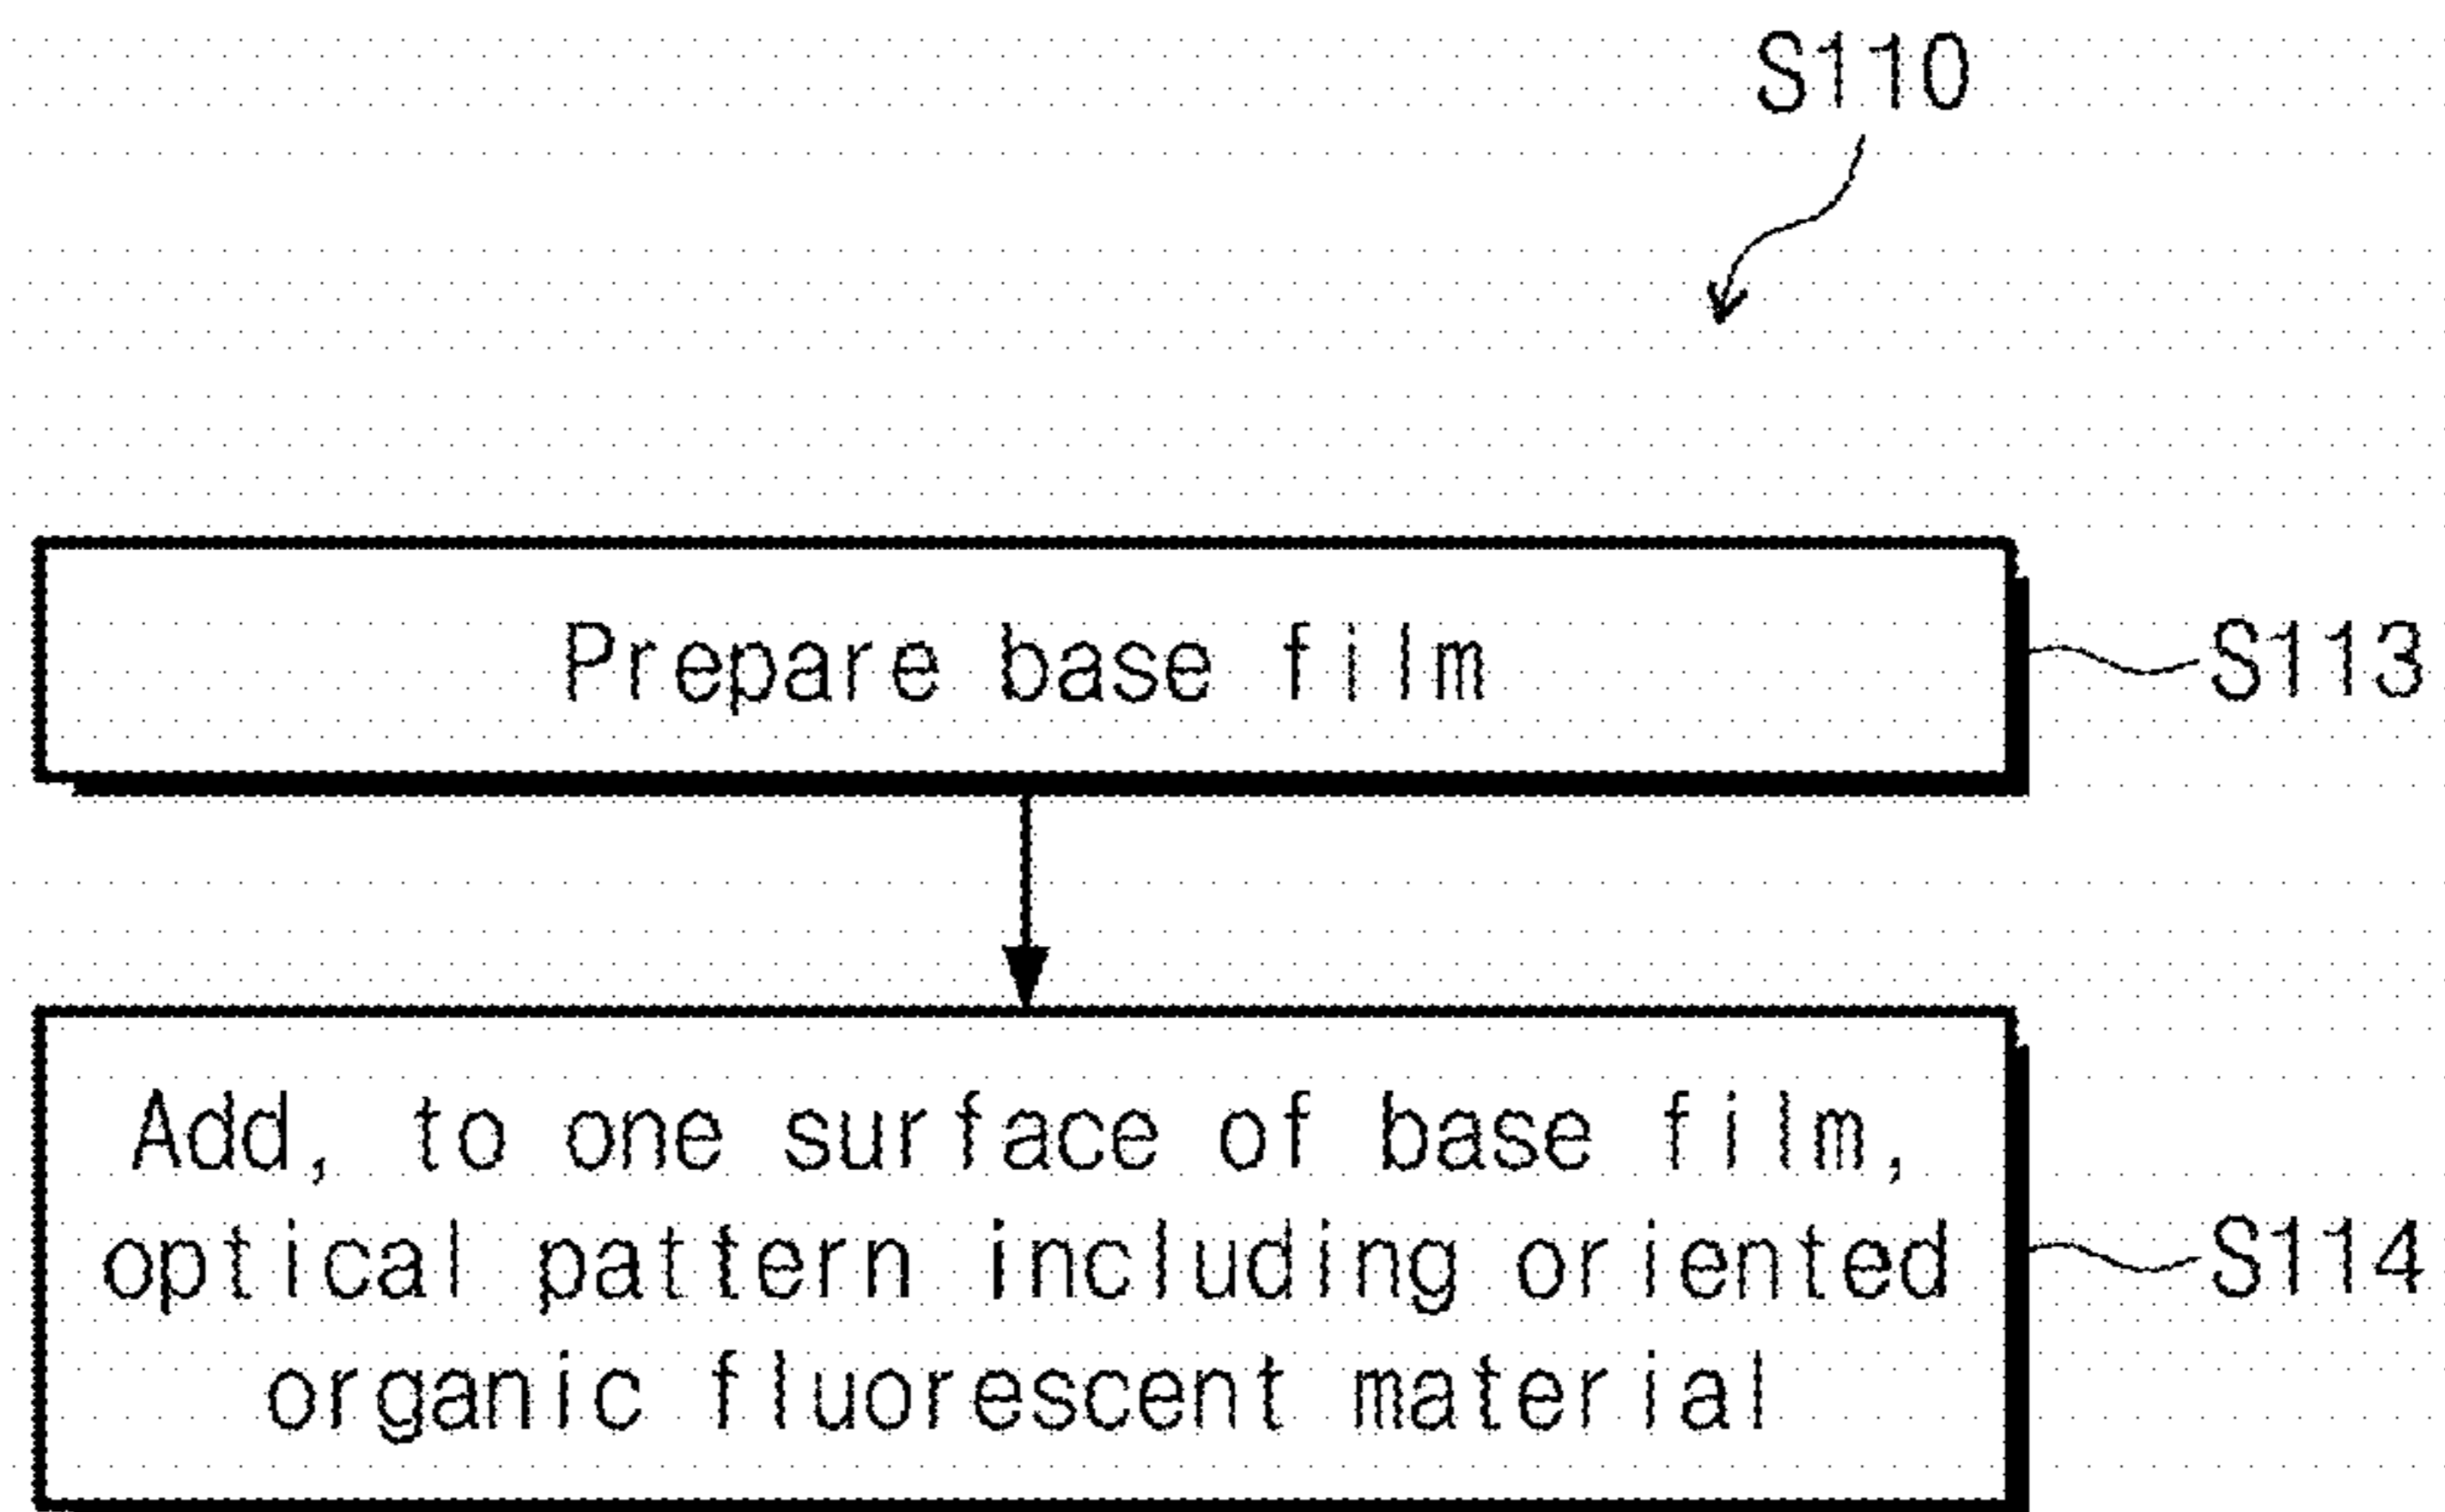 S110
Prepare base film
S113
Add, to one surface of base film,
optical pattern including oriented
organic fluorescent material
S114